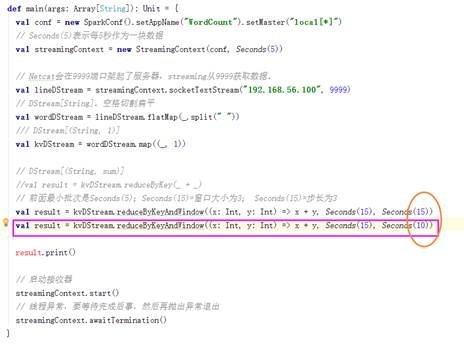 def main(args: Array[String]): Unit = {
val conf = new SparkConf().setAppName("WordCount").setMaster("local[*]")
// Seconds(5)表示每5秒作为一块数据
val streamingContext = new StreamingContext(conf, Seconds(5))
// Netcat会在9999端口架起了服务器，streaming从9999获取数据。
val lineDStream = streamingContext.socketTextStream("192.168.56.100", 9999)
// DStream[String]、空格切割扁平
val wordDStream = lineDStream.flatMap(_.split(" "))
/// DStream[(String, 1)]
val kvDStream = wordDStream.map((_, 1))
// DStream[(String, sum)]
//val result = kvDStream.reduceByKey(_ + _)
// 前面最小批次是Seconds(5)；Seconds(15)=窗口大小为3； Seconds(15)=步长为3
val result = kvDStream.reduceByKeyAndWindow((x: Int, y: Int) => x + y, Seconds(15), Seconds(15))
val result = kvDStream.reduceByKeyAndWindow((x: Int, y: Int) => x + y, Seconds(15), Seconds(10))
result.print()
// 启动接收器
streamingContext.start()
// 线程异常，要等待完成后事，然后再抛出异常退出
streamingContext.awaitTermination()
}